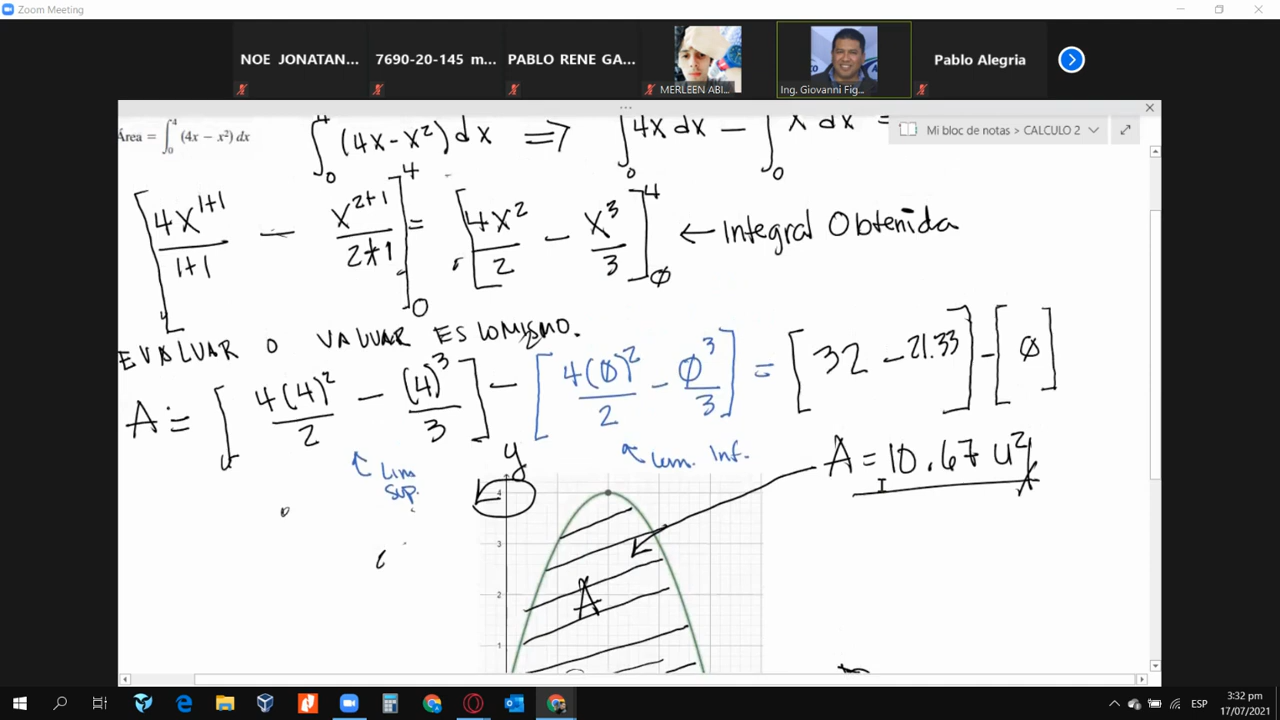 Zoom Meeting
NOE JONATAN...
7690-20-145 m...
PABLO RENE GA...
MERLEEN ABI...
Ing. Giovanni Fig...
Pablo Alegria
Mi bloc de notas > CALCULO 2
Área = ∫₀⁴ (4x − x²) dx
∫₀⁴ (4x-x²) dx => ∫₀ 4x dx - ∫₀ x dx =
[4x¹⁺¹/1+1 - x²⁺¹/2+1]₀⁴ = [4x²/2 - x³/3]₀⁴ ← Integral Obtenida
EVALUAR O VALUAR ES LO MISMO.
A = [4(4)²/2 - (4)³/3] - [4(0)²/2 - 0³/3] = [32 - 21.33] - [0]
Lim sup.
Lim. Inf.
A = 10.67 u²
y
4
3
2
1
A
3:32 pm
ESP
17/07/2021